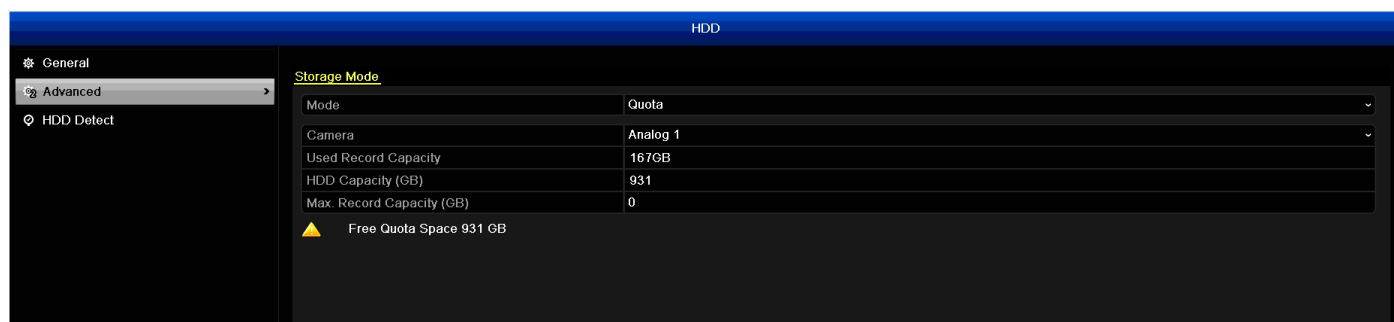 HDD
General
Storage Mode
Advanced
Mode Quota
HDD Detect
Camera Analog 1
Used Record Capacity 167GB
HDD Capacity (GB) 931
Max. Record Capacity (GB) 0
Free Quota Space 931 GB